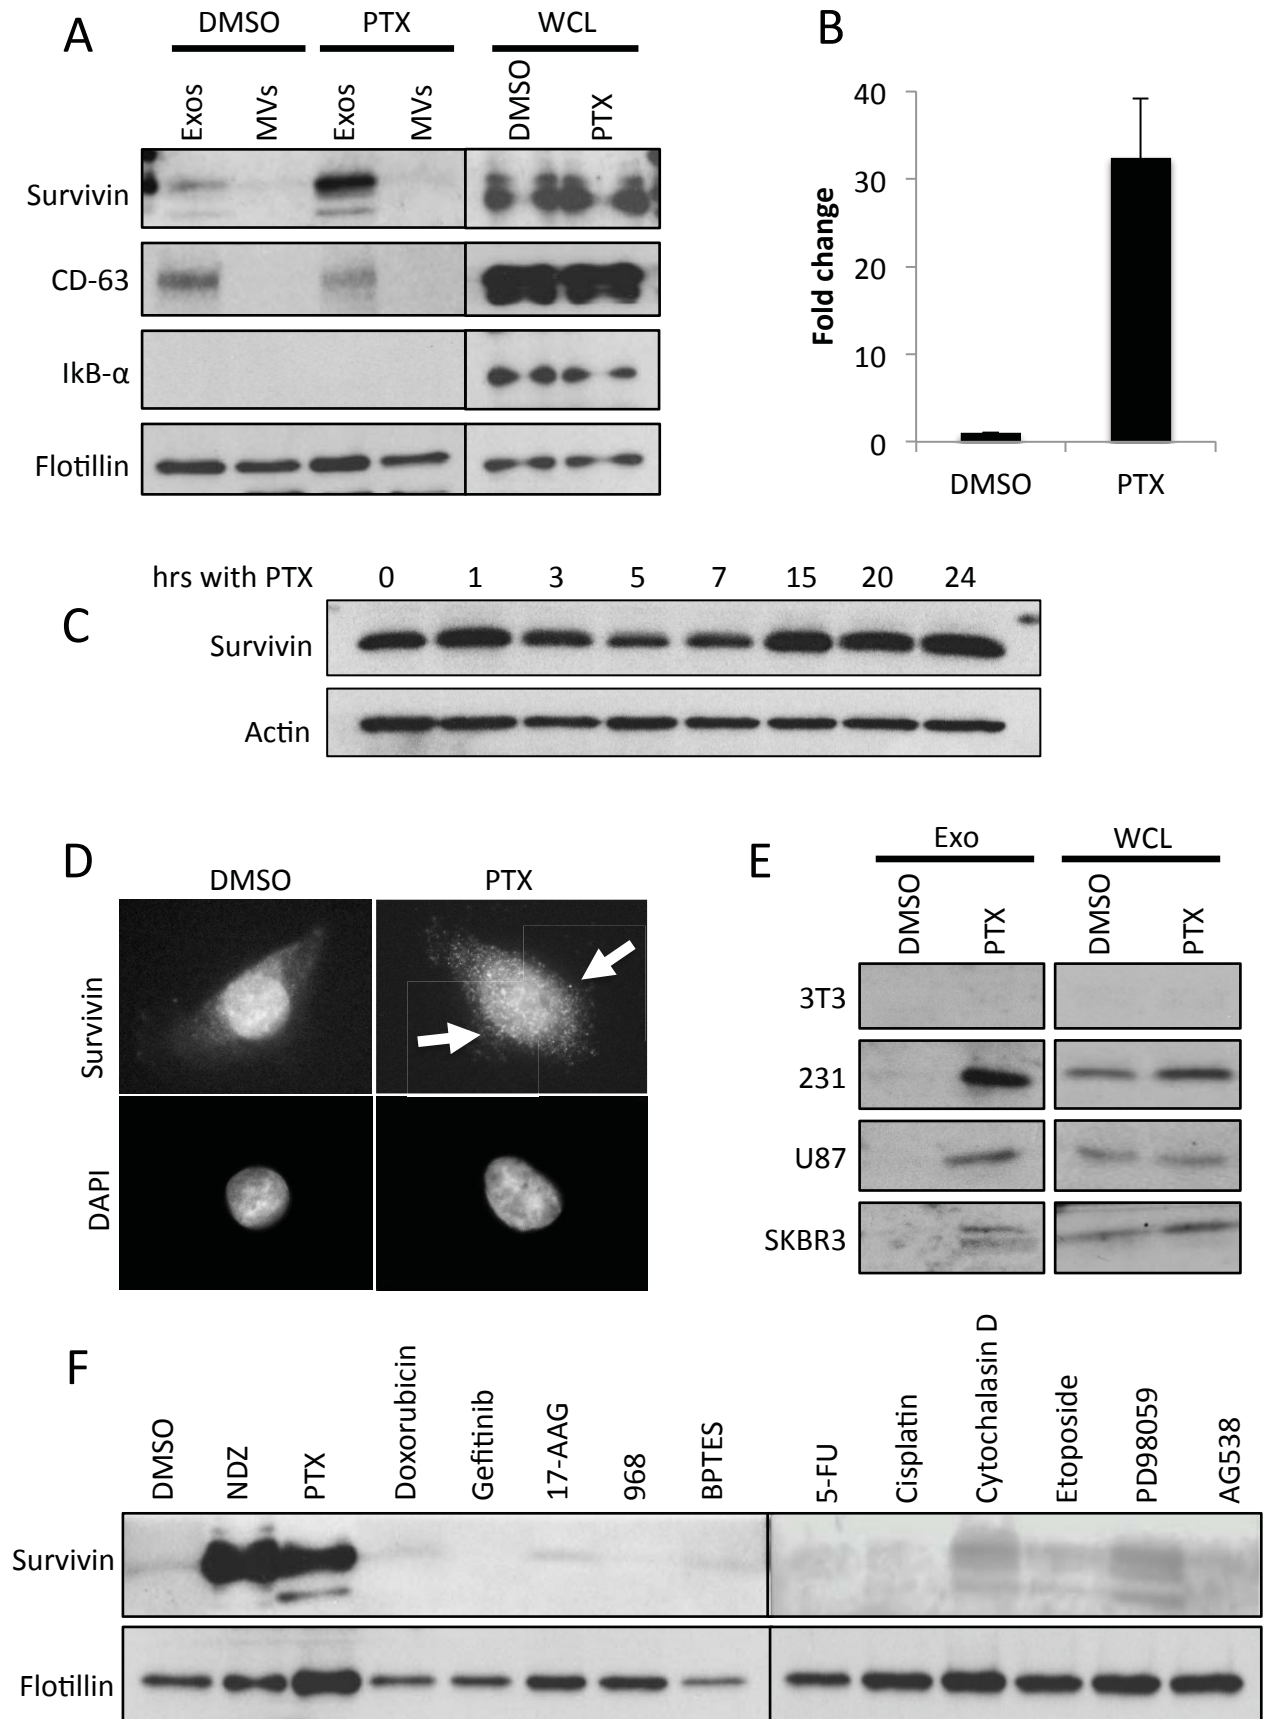 A
DMSO PTX WCL
Exos MVs Exos MVs DMSO PTX
Survivin
CD-63
IkB-α
Flotillin
B
Fold change
40
30
20
10
0
DMSO PTX
C
hrs with PTX 0 1 3 5 7 15 20 24
Survivin
Actin
D
DMSO PTX
Survivin
DAPI
E
Exo WCL
DMSO PTX DMSO PTX
3T3
231
U87
SKBR3
F
DMSO NDZ PTX Doxorubicin Gefitinib 17-AAG 968 BPTES 5-FU Cisplatin Cytochalasin D Etoposide PD98059 AG538
Survivin
Flotillin